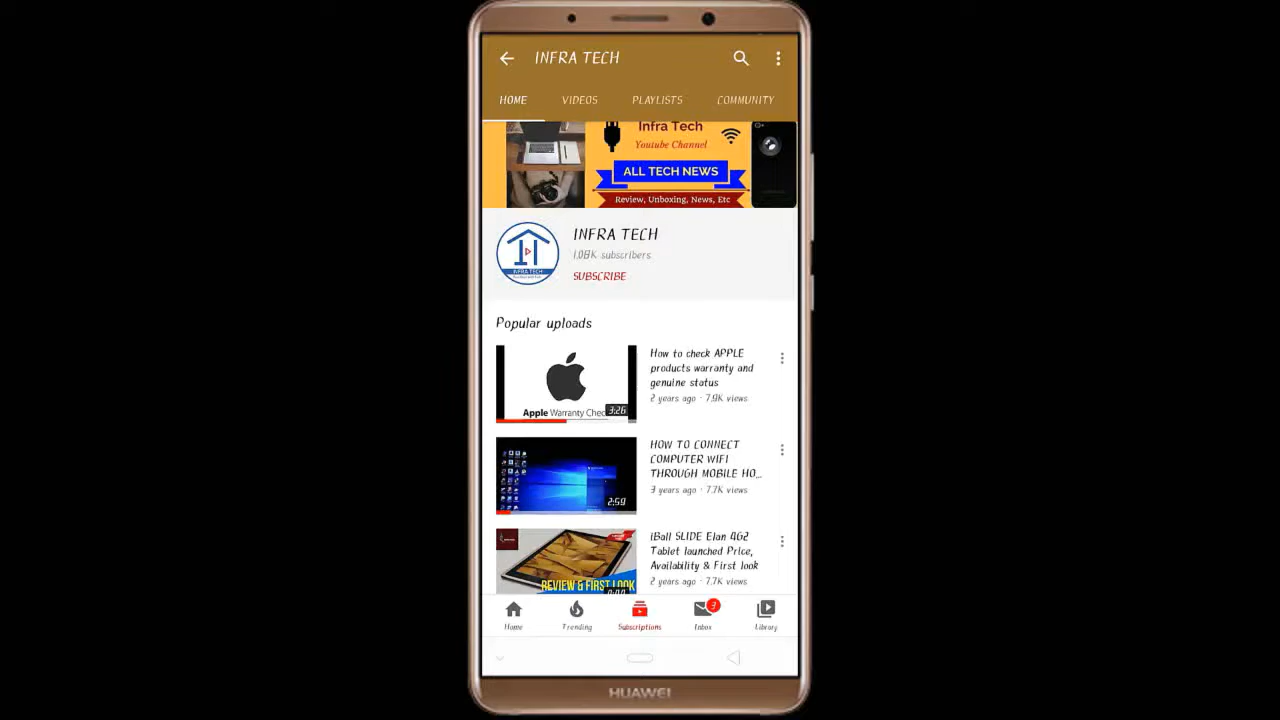 INFRA TECH
HOME VIDEOS PLAYLISTS COMMUNITY
Infra Tech
Youtube Channel
ALL TECH NEWS
Review, Unboxing, News, Etc
INFRA TECH
1.08K subscribers
SUBSCRIBE
INFRA TECH
Popular uploads
How to check APPLE
products warranty and
genuine status
2 years ago · 7.9K views
Apple Warranty Chec
3:26
HOW TO CONNECT
COMPUTER WIFI
THROUGH MOBILE HO...
3 years ago · 7.7K views
2:59
iBall SLIDE Elan 4G2
Tablet launched Price,
Availability & First look
2 years ago · 7.7K views
REVIEW & FIRST LOOK
Home Trending Subscriptions Inbox Library
HUAWEI